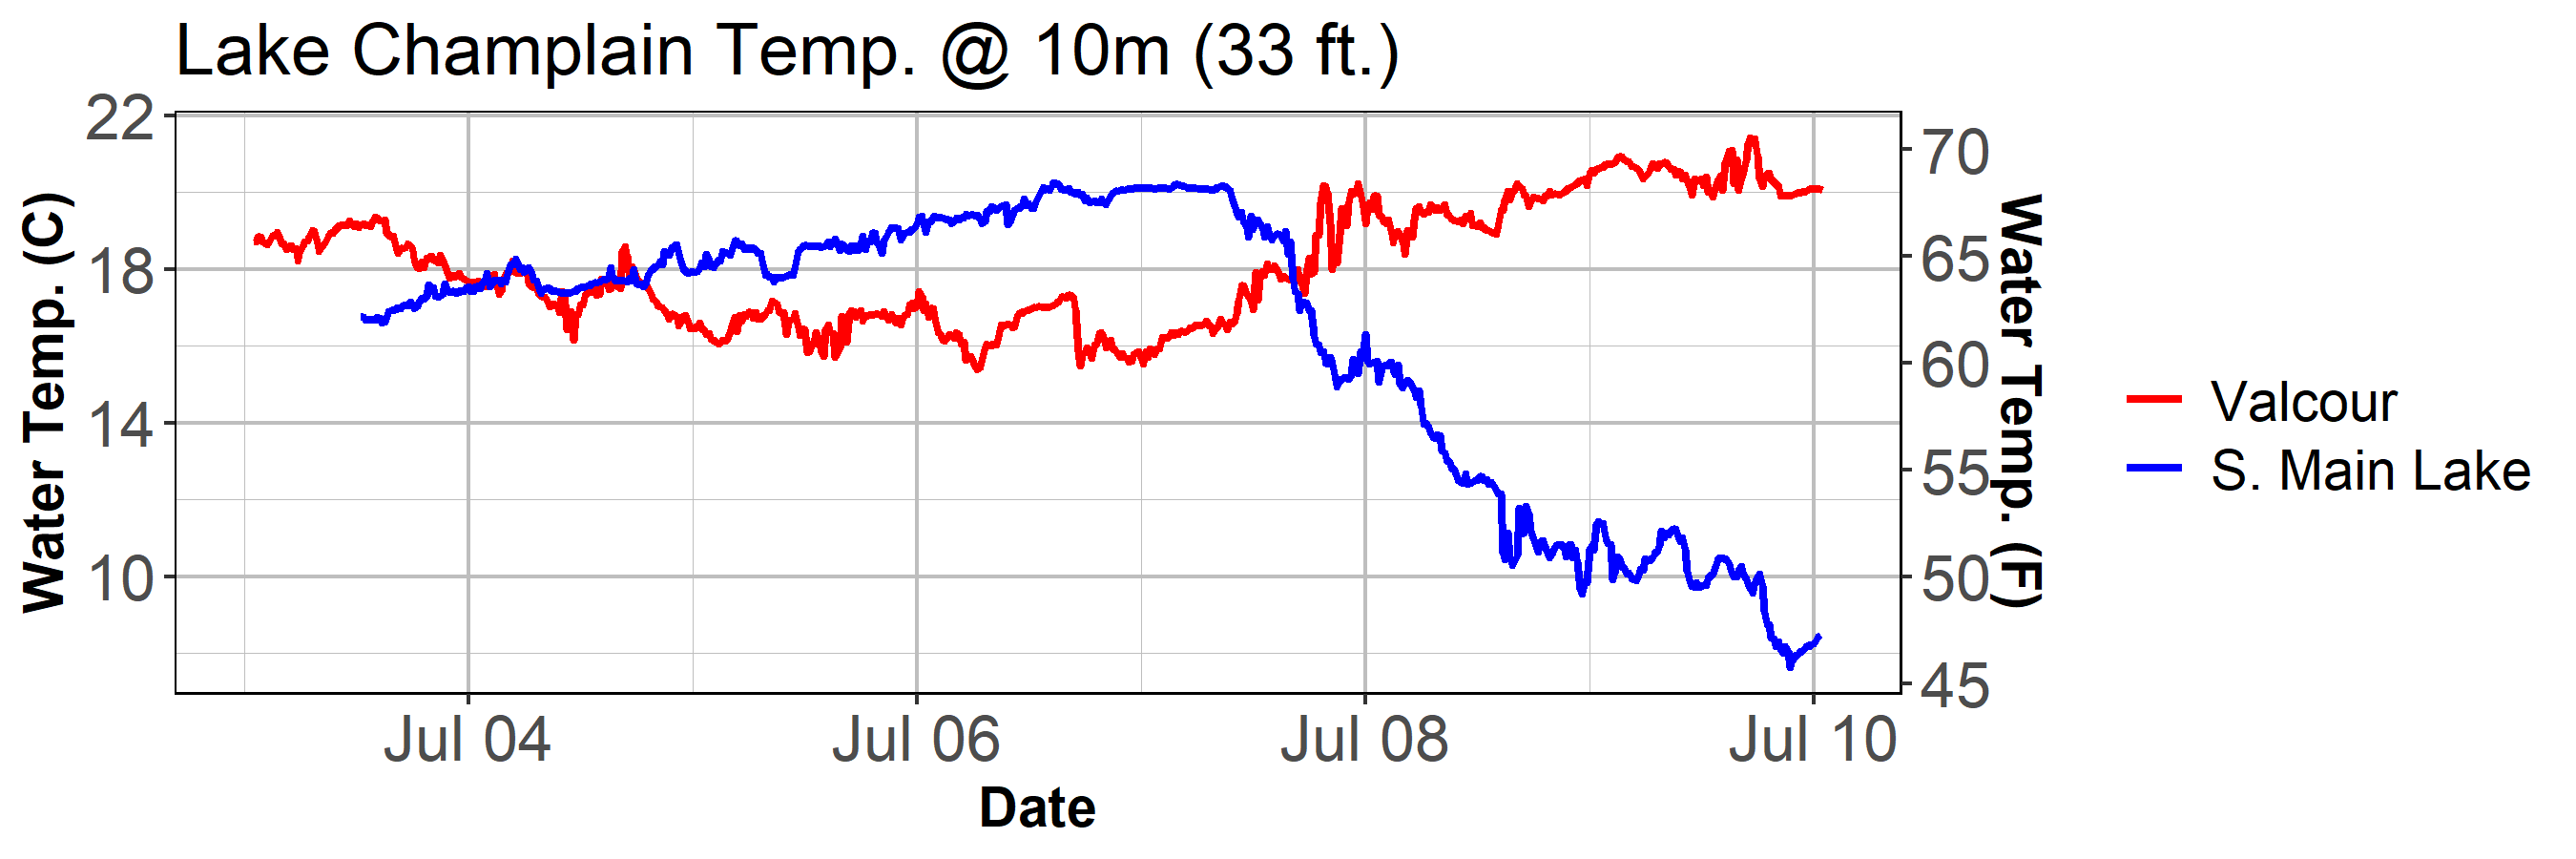 Lake Champlain Temp. @ 10m (33 ft.)
Water Temp. (C)
22
18
14
10
70
65
60
55
50
45
Water Temp. (F)
Jul 04
Jul 06
Jul 08
Jul 10
Date
Valcour
S. Main Lake